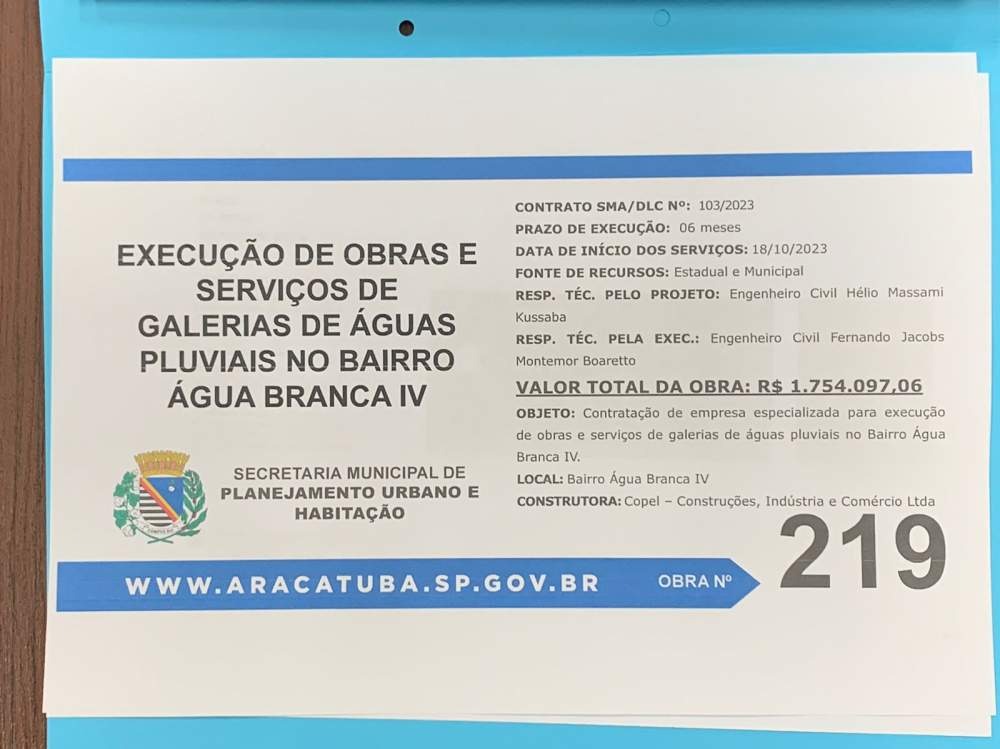 EXECUÇÃO DE OBRAS E
SERVIÇOS DE
GALERIAS DE ÁGUAS
PLUVIAIS NO BAIRRO
ÁGUA BRANCA IV
SECRETARIA MUNICIPAL DE
PLANEJAMENTO URBANO E
HABITAÇÃO
CONTRATO SMA/DLC Nº: 103/2023
PRAZO DE EXECUÇÃO: 06 meses
DATA DE INÍCIO DOS SERVIÇOS: 18/10/2023
FONTE DE RECURSOS: Estadual e Municipal
RESP. TÉC. PELO PROJETO: Engenheiro Civil Hélio Massami
Kussaba
RESP. TÉC. PELA EXEC.: Engenheiro Civil Fernando Jacobs
Montemor Boaretto
VALOR TOTAL DA OBRA: R$ 1.754.097,06
OBJETO: Contratação de empresa especializada para execução
de obras e serviços de galerias de águas pluviais no Bairro Água
Branca IV.
LOCAL: Bairro Água Branca IV
CONSTRUTORA: Copel – Construções, Indústria e Comércio Ltda
WWW.ARACATUBA.SP.GOV.BR
OBRA Nº
219